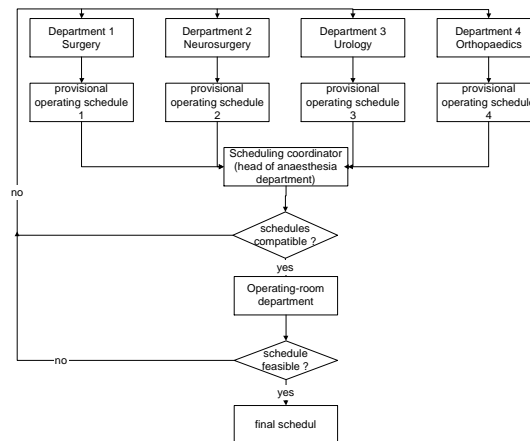 Department 1
Surgery
Department 2
Neurosurgery
Department 3
Urology
Department 4
Orthopaedics
provisional
operating schedule
1
provisional
operating schedule
2
provisional
operating schedule
3
provisional
operating schedule
4
Scheduling coordinator
(head of anaesthesia
department)
no
schedules
compatible ?
yes
Operating-room
department
no
schedule
feasible ?
yes
final schedul